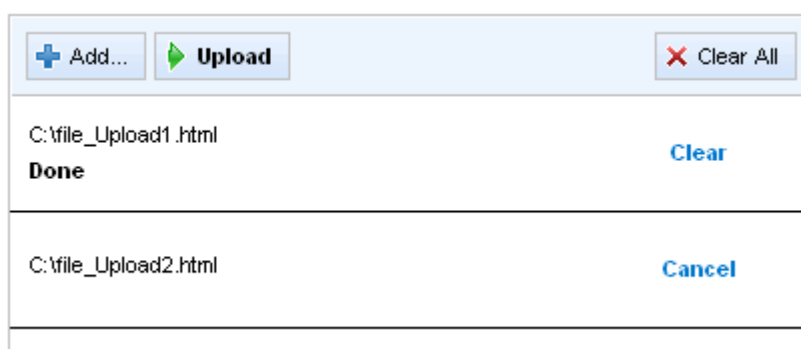 Add... Upload Clear All
C:\file_Upload1.html
Done
Clear
C:\file_Upload2.html Cancel